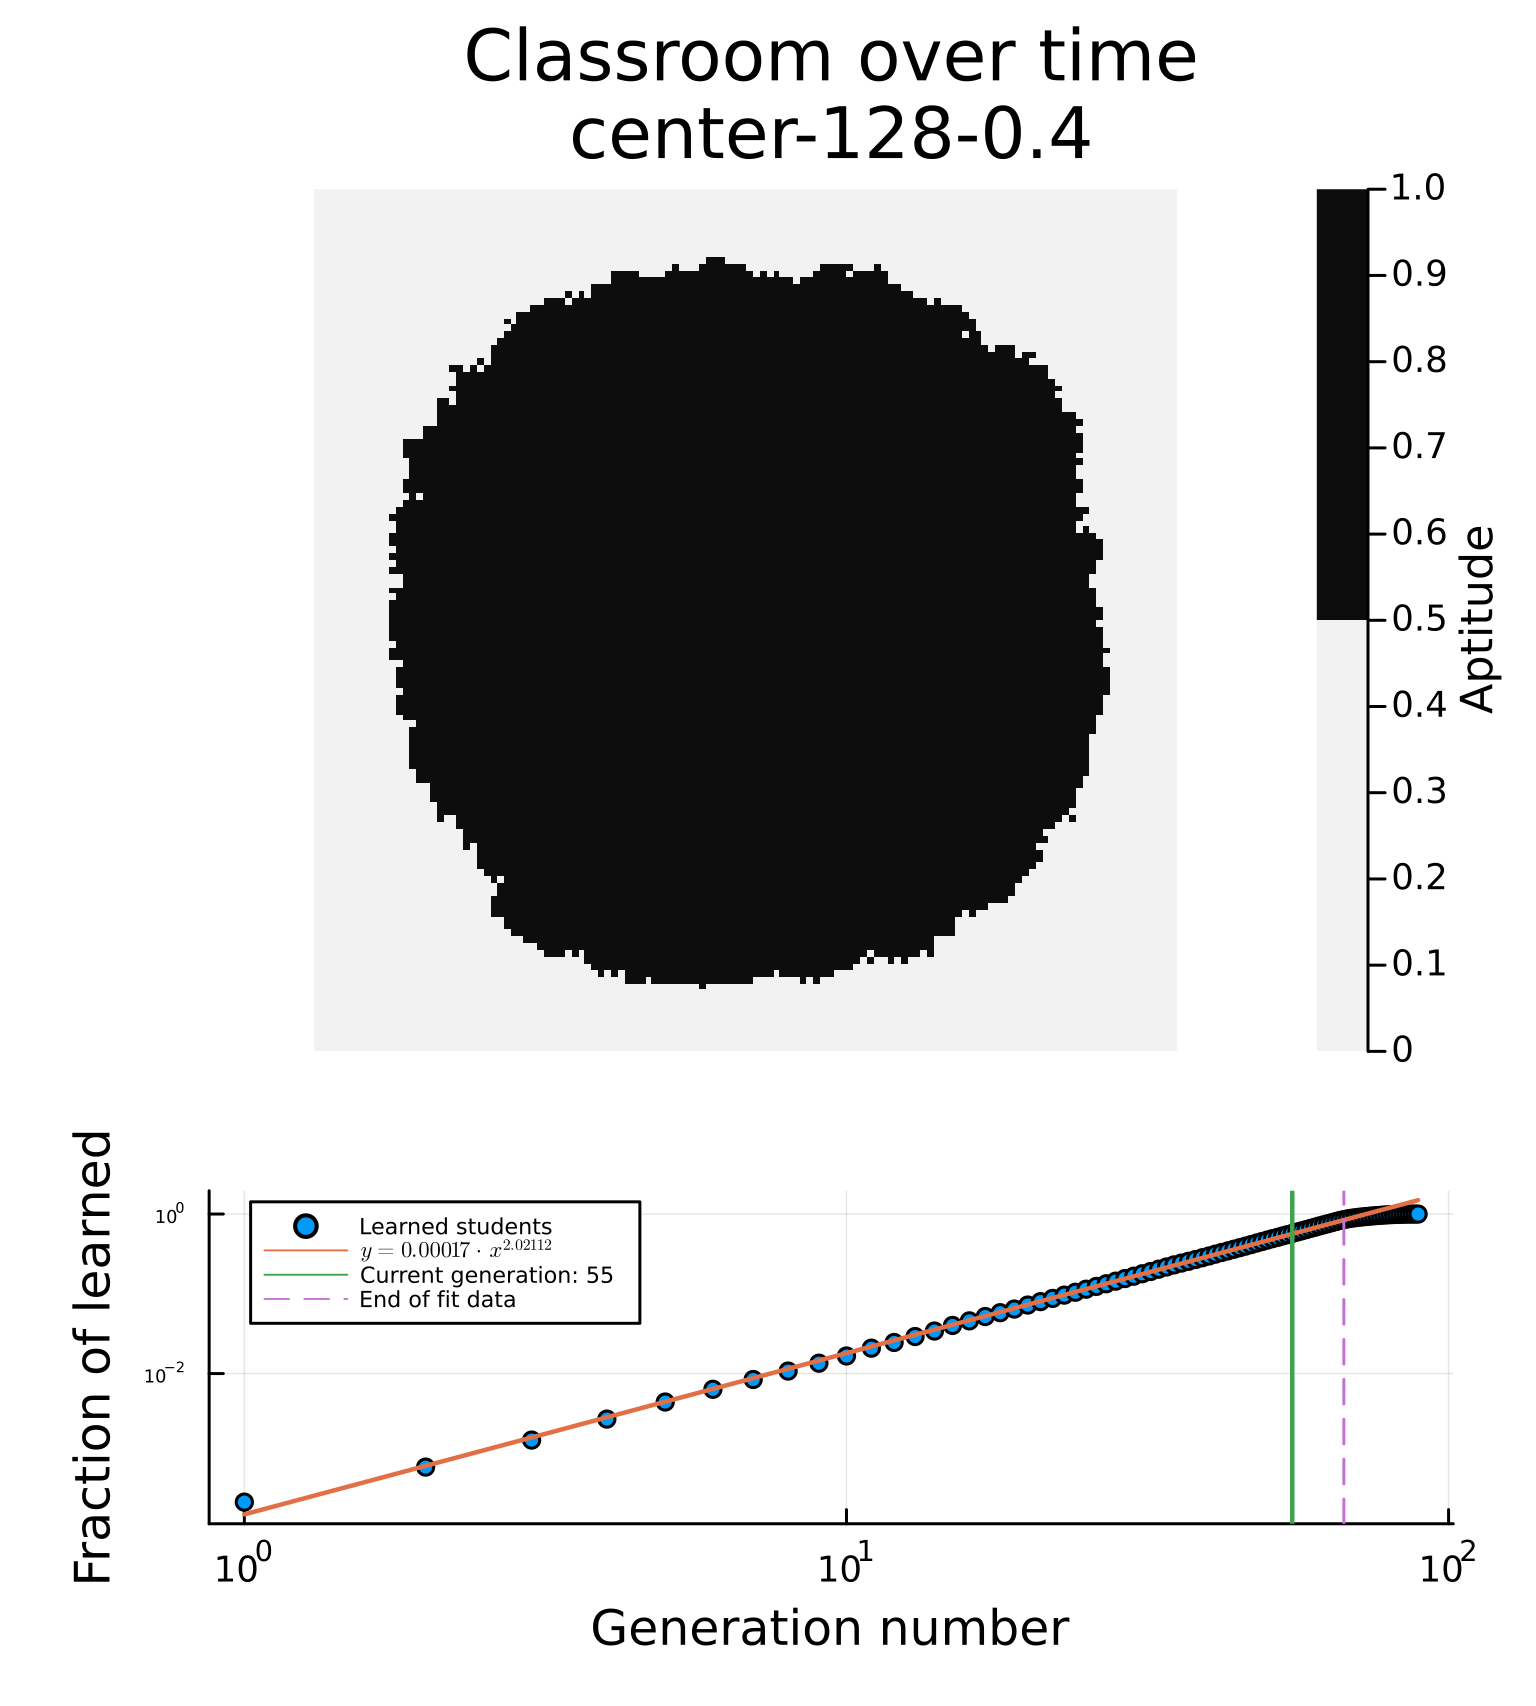 Classroom over time
center-128-0.4
1.0
0.9
0.8
0.7
0.6
0.5
0.4
0.3
0.2
0.1
0
Aptitude
Fraction of learned
10^0
10^−2
Learned students
y = 0.00017 · x^2.02112
Current generation: 55
End of fit data
10^0
10^1
10^2
Generation number